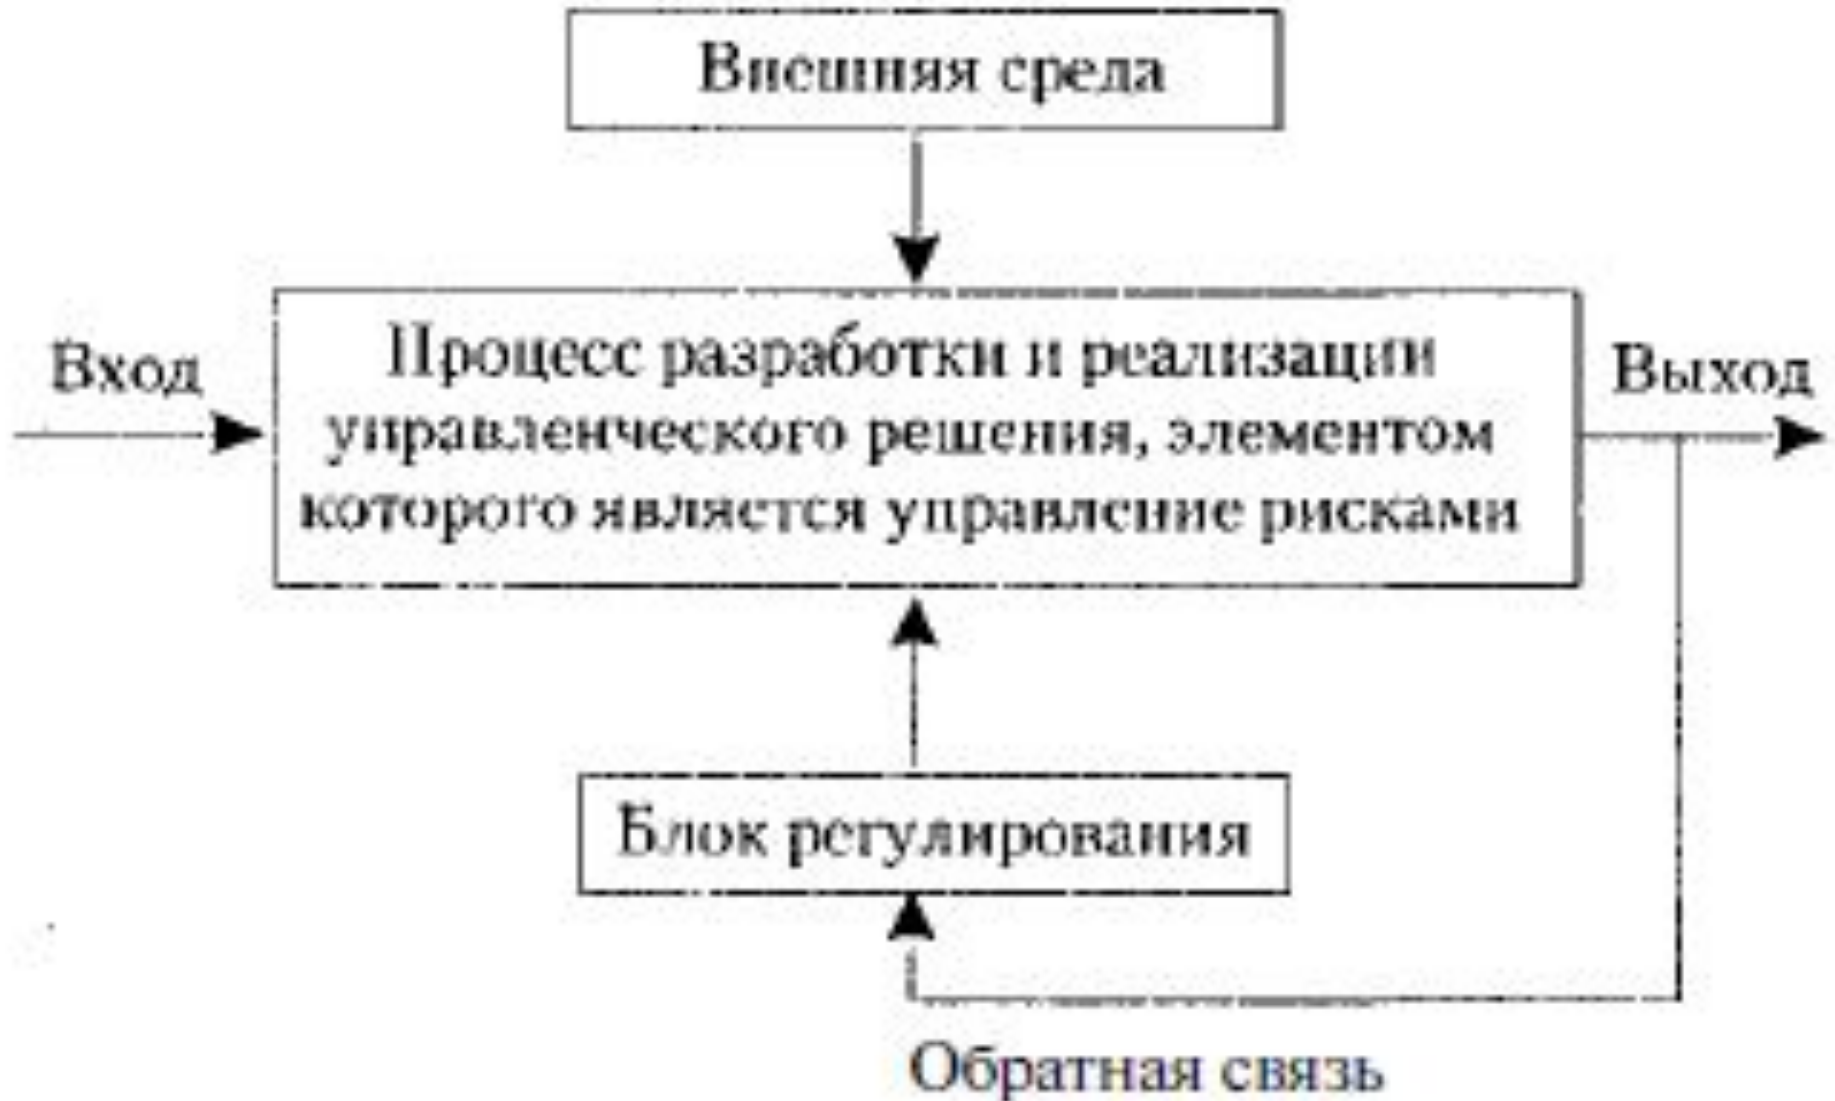 Внешняя среда
Вход
Процесс разработки и реализации
управленческого решения, элементом
которого является управление рисками
Выход
Блок регулирования
Обратная связь